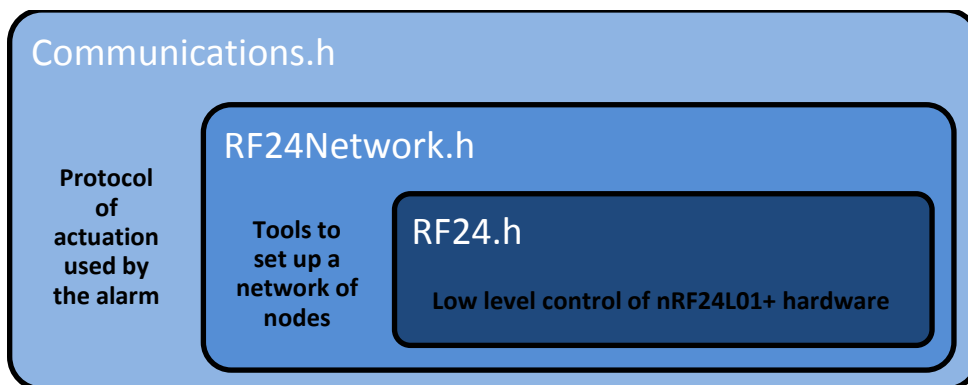 Communications.h
Protocol
of
actuation
used by
the alarm
RF24Network.h
Tools to
set up a
network of
nodes
RF24.h
Low level control of nRF24L01+ hardware